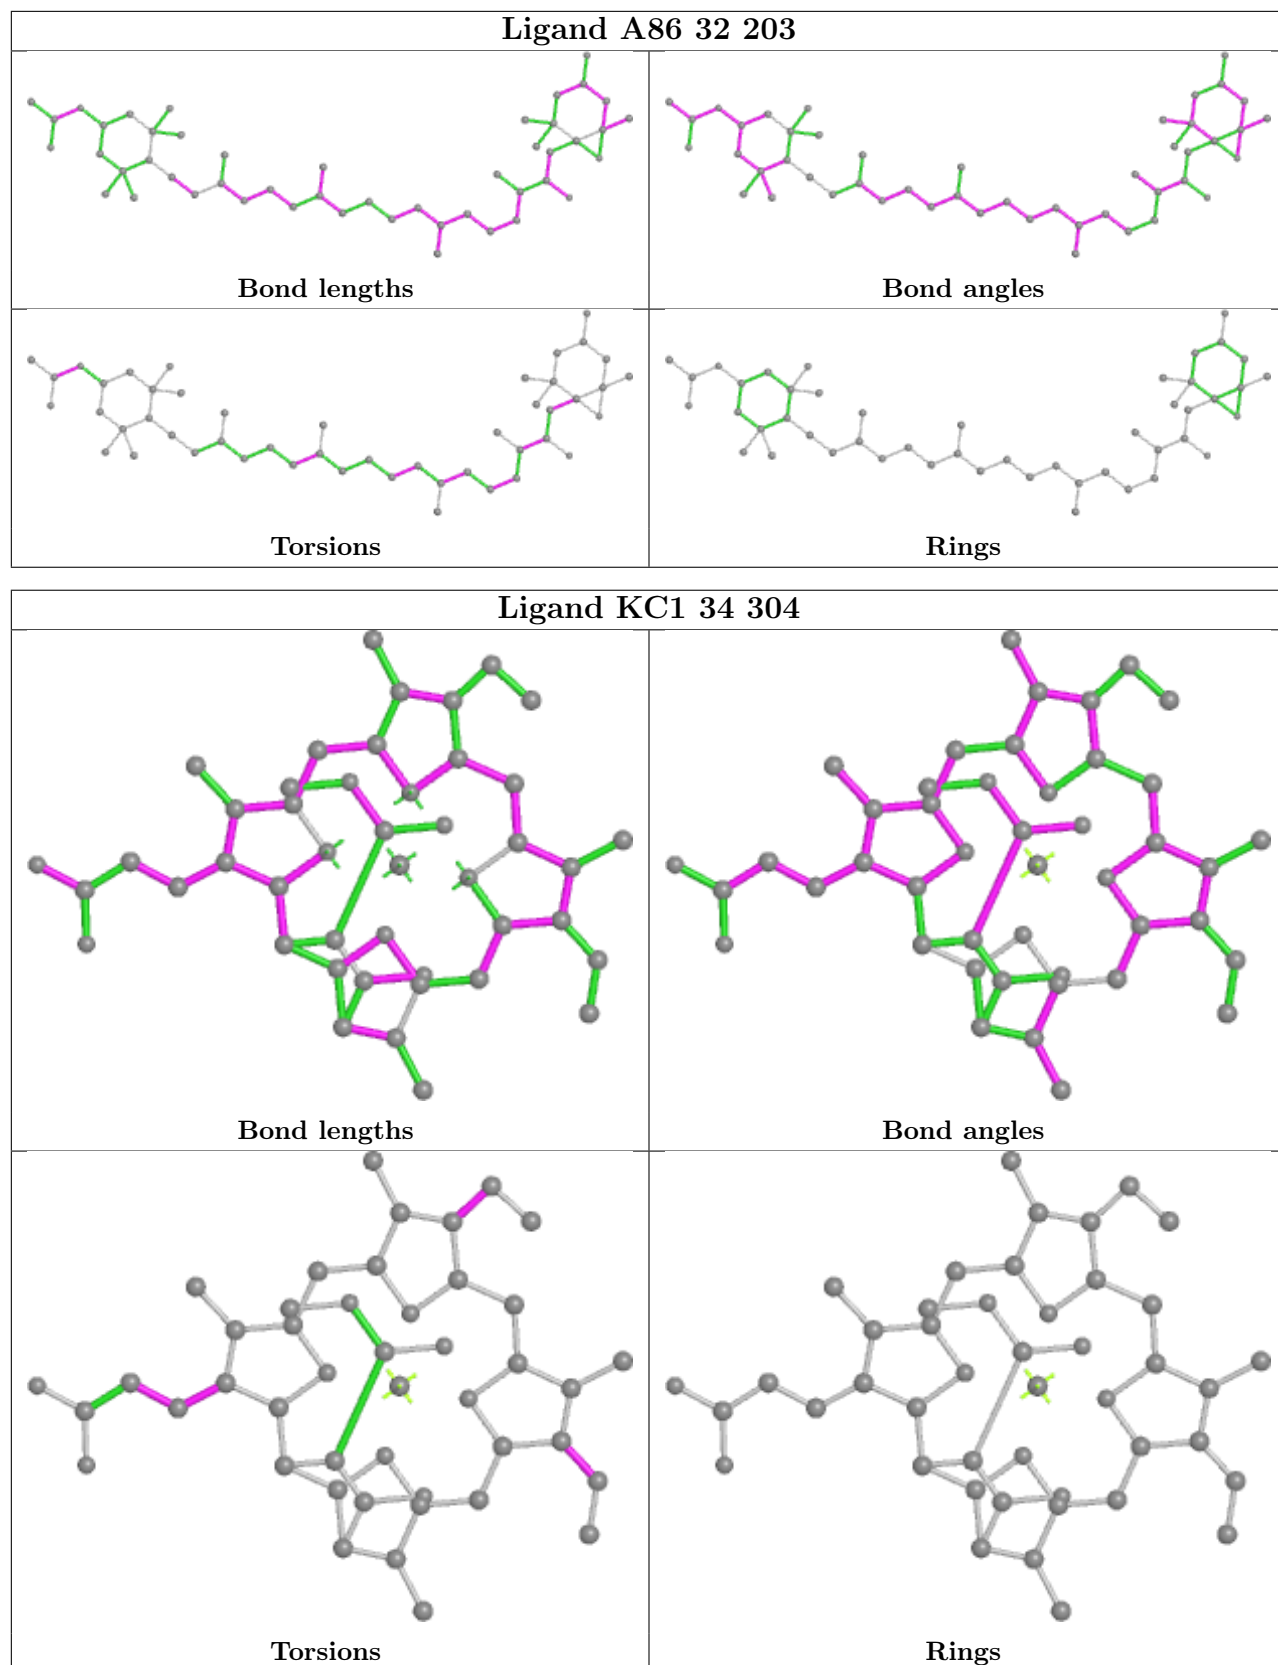 Ligand A86 32 203
Bond lengths
Bond angles
Torsions
Rings
Ligand KC1 34 304
Bond lengths
Bond angles
Torsions
Rings